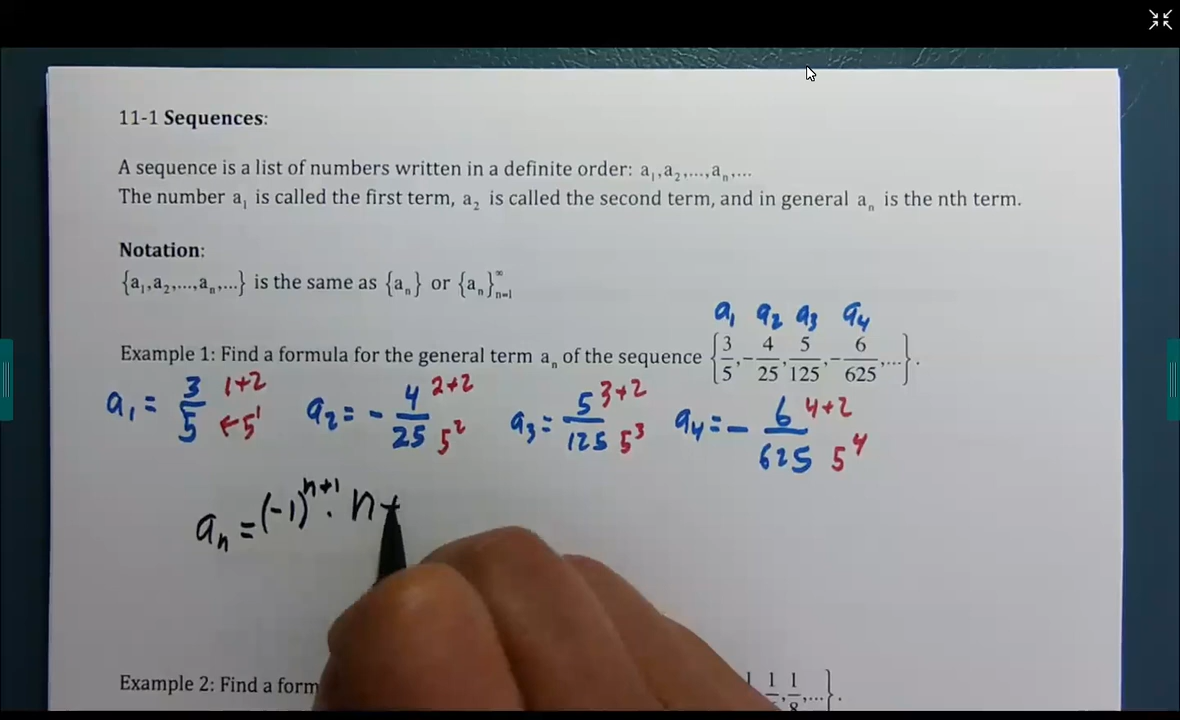 11-1 Sequences:
A sequence is a list of numbers written in a definite order: a₁,a₂,...,aₙ,...
The number a₁ is called the first term, a₂ is called the second term, and in general aₙ is the nth term.
Notation:
{a₁,a₂,...,aₙ,...} is the same as {aₙ} or {aₙ}ₙ₌₁^∞
a₁ a₂ a₃ a₄
Example 1: Find a formula for the general term aₙ of the sequence {3/5, -4/25, 5/125, -6/625, ...}.
a₁ = 3/5 1+2 ←5¹ a₂ = -4/25 2+2 5² a₃ = 5/125 3+2 5³ a₄ = -6/625 4+2 5⁴
aₙ = (-1)ⁿ⁺¹ · n+
Example 2: Find a form 1/8, ...}.